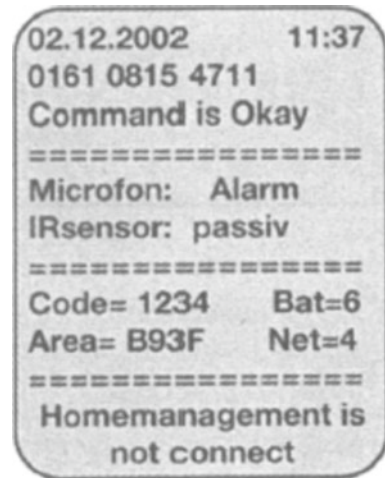 02.12.2002 11:37
0161 0815 4711
Command is Okay
=================
Microfon: Alarm
IRsensor: passiv
=================
Code= 1234 Bat=6
Area= B93F Net=4
=================
Homemanagement is
not connect